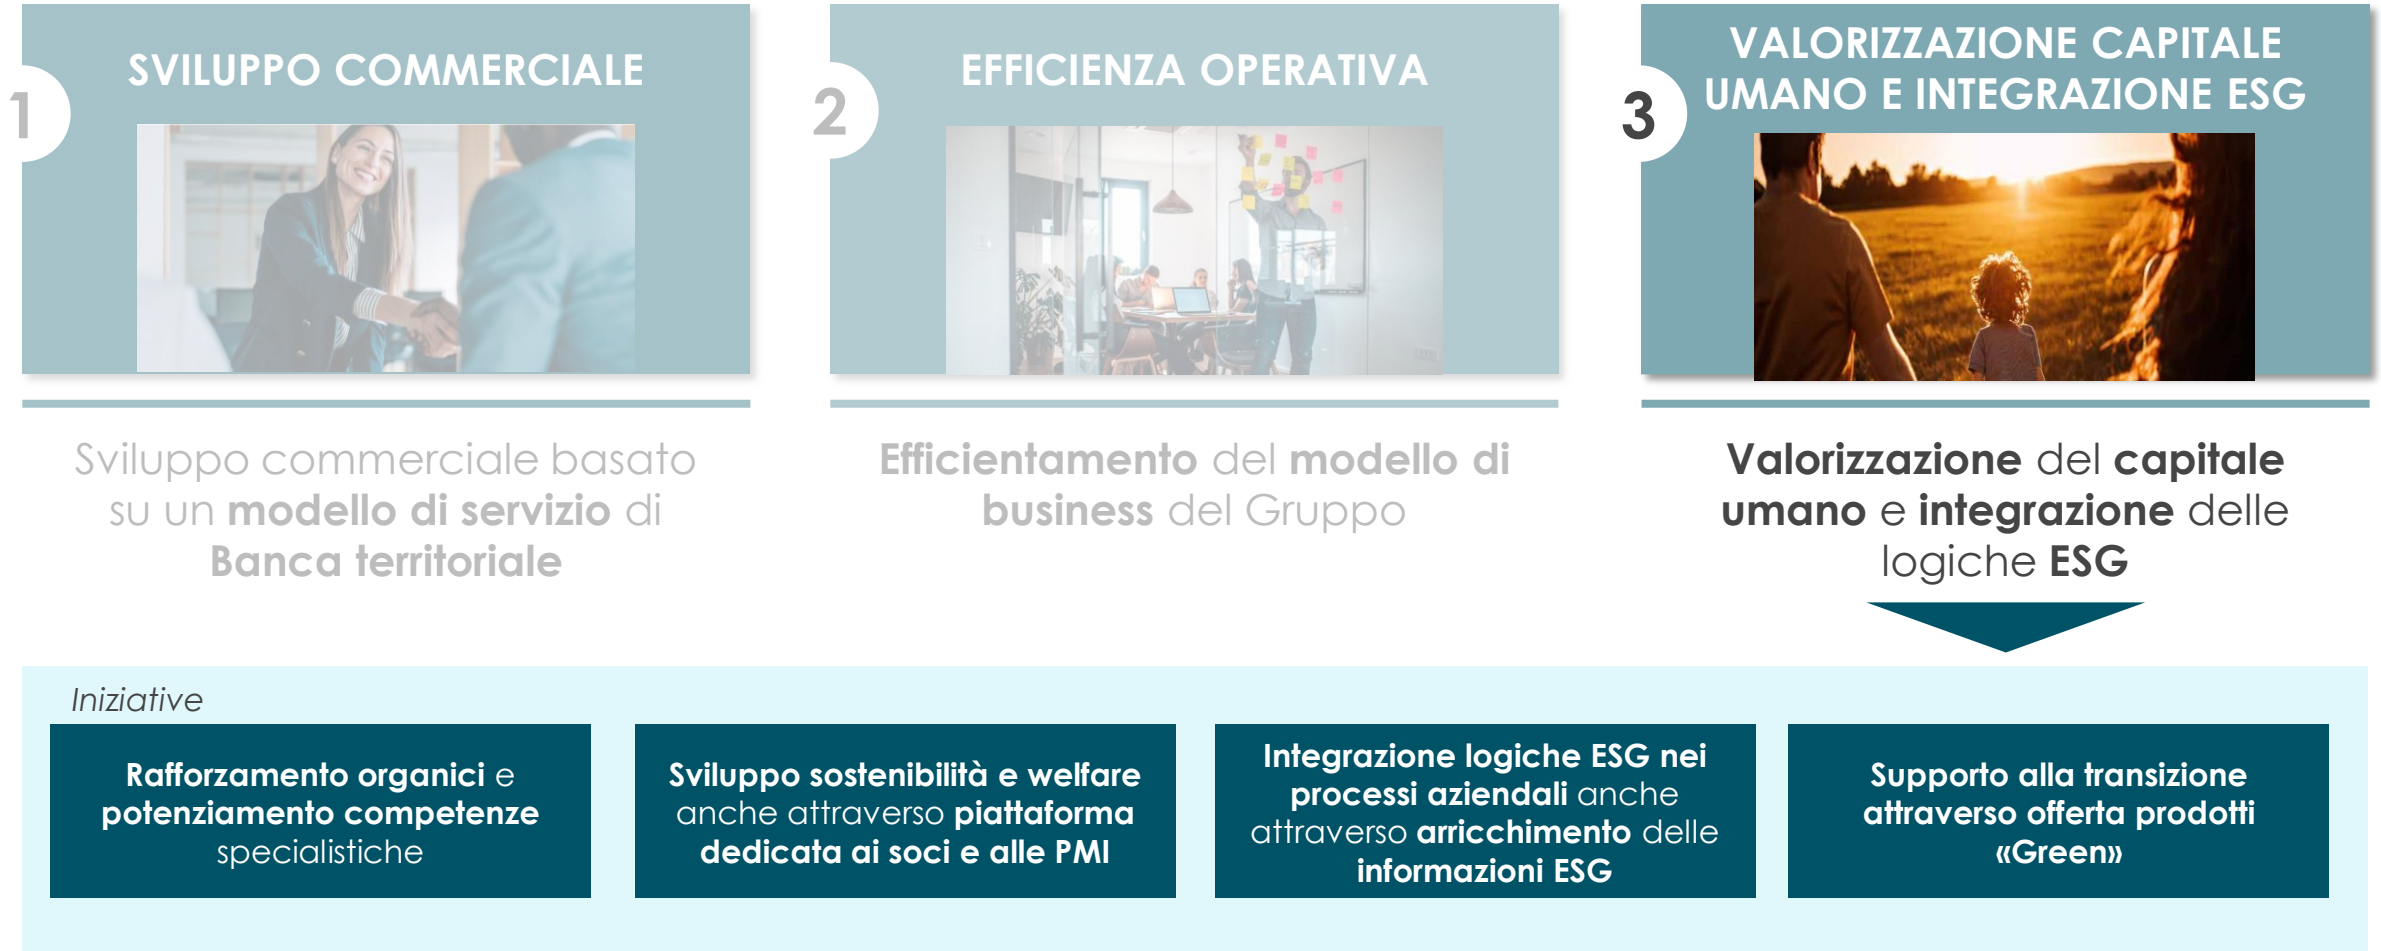 1
SVILUPPO COMMERCIALE
Sviluppo commerciale basato
su un modello di servizio di
Banca territoriale
2
EFFICIENZA OPERATIVA
Efficientamento del modello di
business del Gruppo
3
VALORIZZAZIONE CAPITALE
UMANO E INTEGRAZIONE ESG
Valorizzazione del capitale
umano e integrazione delle
logiche ESG
Iniziative
Rafforzamento organici e
potenziamento competenze
specialistiche
Sviluppo sostenibilità e welfare
anche attraverso piattaforma
dedicata ai soci e alle PMI
Integrazione logiche ESG nei
processi aziendali anche
attraverso arricchimento delle
informazioni ESG
Supporto alla transizione
attraverso offerta prodotti
«Green»